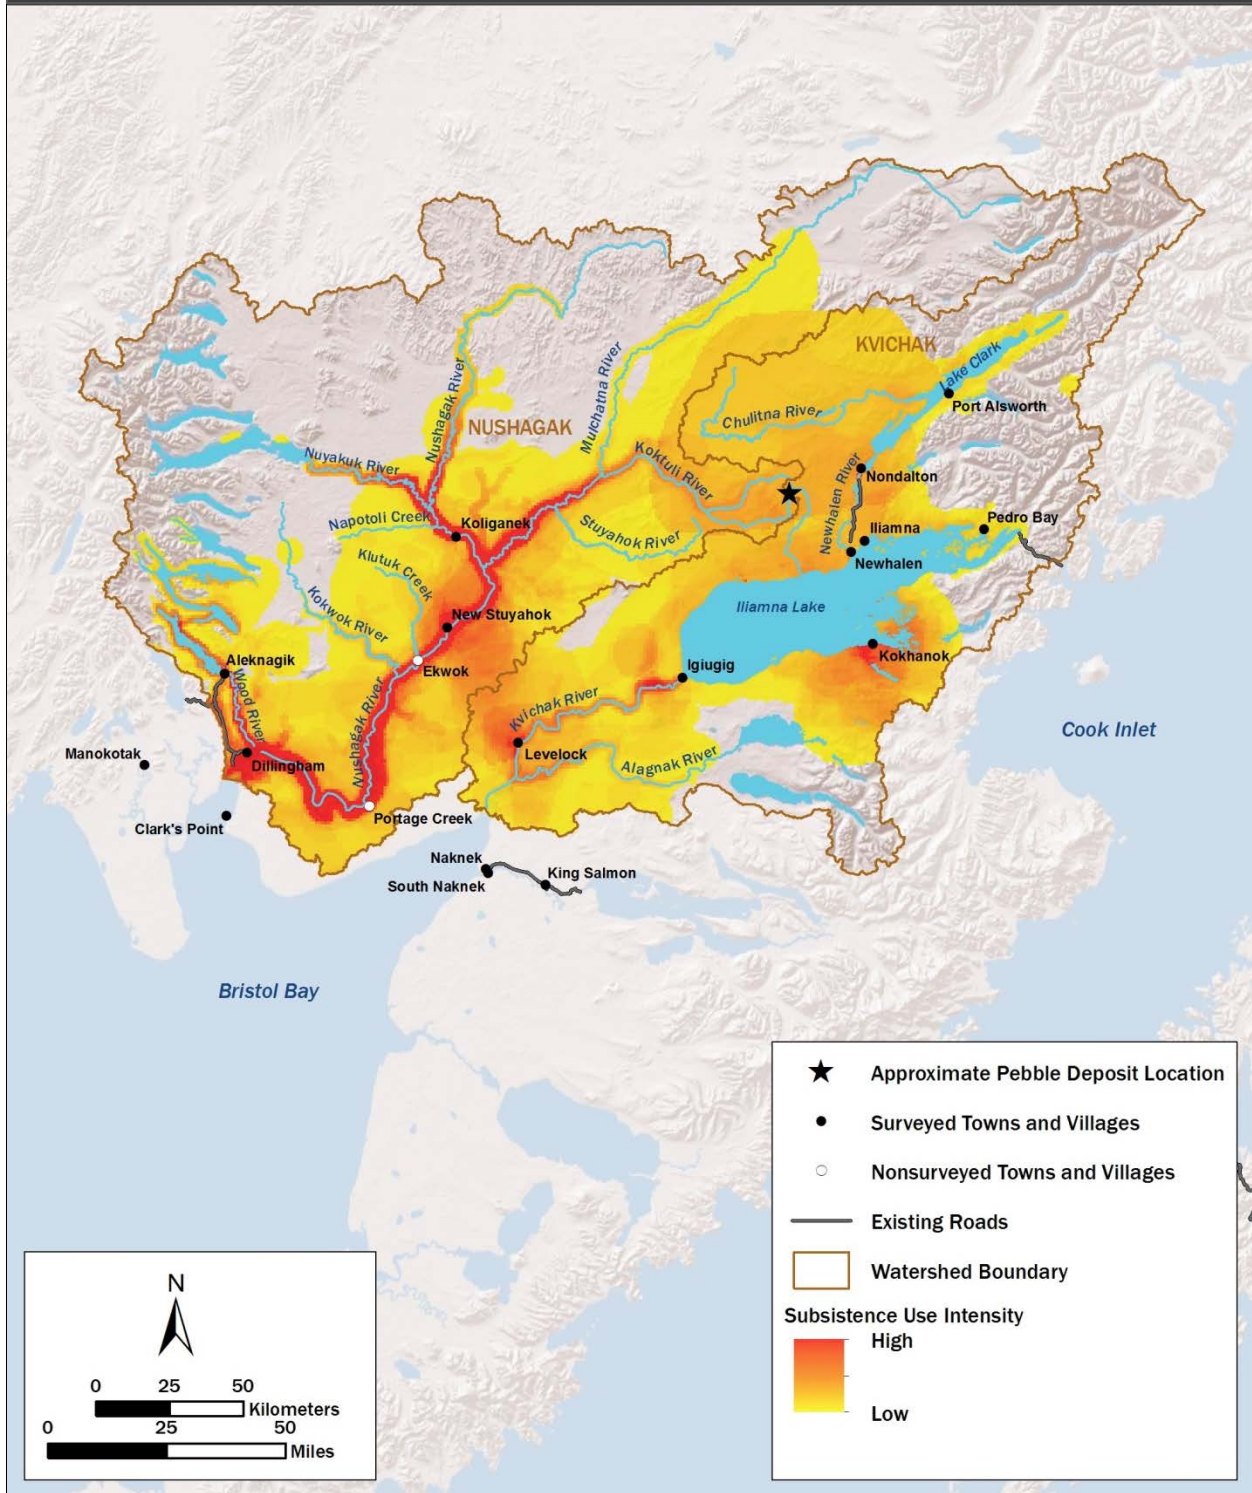 KVICHAK
Lake Clark
Port Alsworth
Chulitna River
Mulchatna River
Nushagak River
NUSHAGAK
Nuyakuk River
Koktuli River
Nondalton
Newhalen River
Napotoli Creek
Koliganek
Stuyahok River
Iliamna
Pedro Bay
Newhalen
Klutuk Creek
Kokwok River
New Stuyahok
Iliamna Lake
Kokhanok
Ekwok
Aleknagik
Igiugig
Wood River
Nushagak River
Kvichak River
Cook Inlet
Manokotak
Dillingham
Levelock
Alagnak River
Clark's Point
Portage Creek
Naknek
South Naknek
King Salmon
Bristol Bay
Approximate Pebble Deposit Location
Surveyed Towns and Villages
Nonsurveyed Towns and Villages
Existing Roads
Watershed Boundary
Subsistence Use Intensity
High
Low
N
0 25 50
Kilometers
0 25 50
Miles